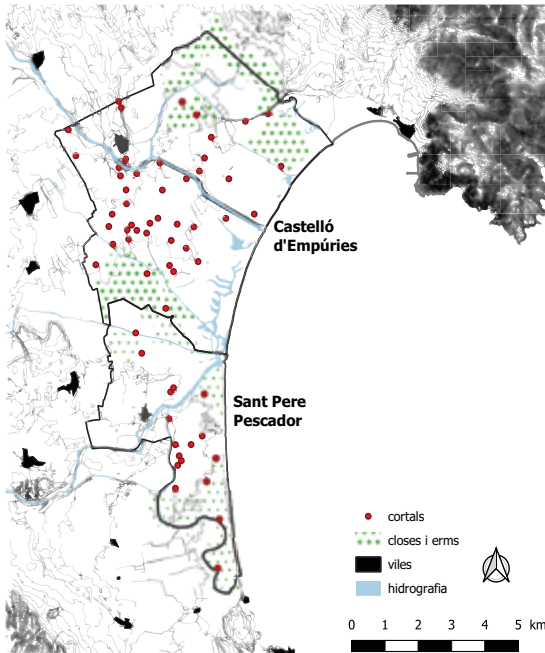 Castelló
d'Empúries
Sant Pere
Pescador
cortals
closes i erms
viles
hidrografia
0 1 2 3 4 5 km